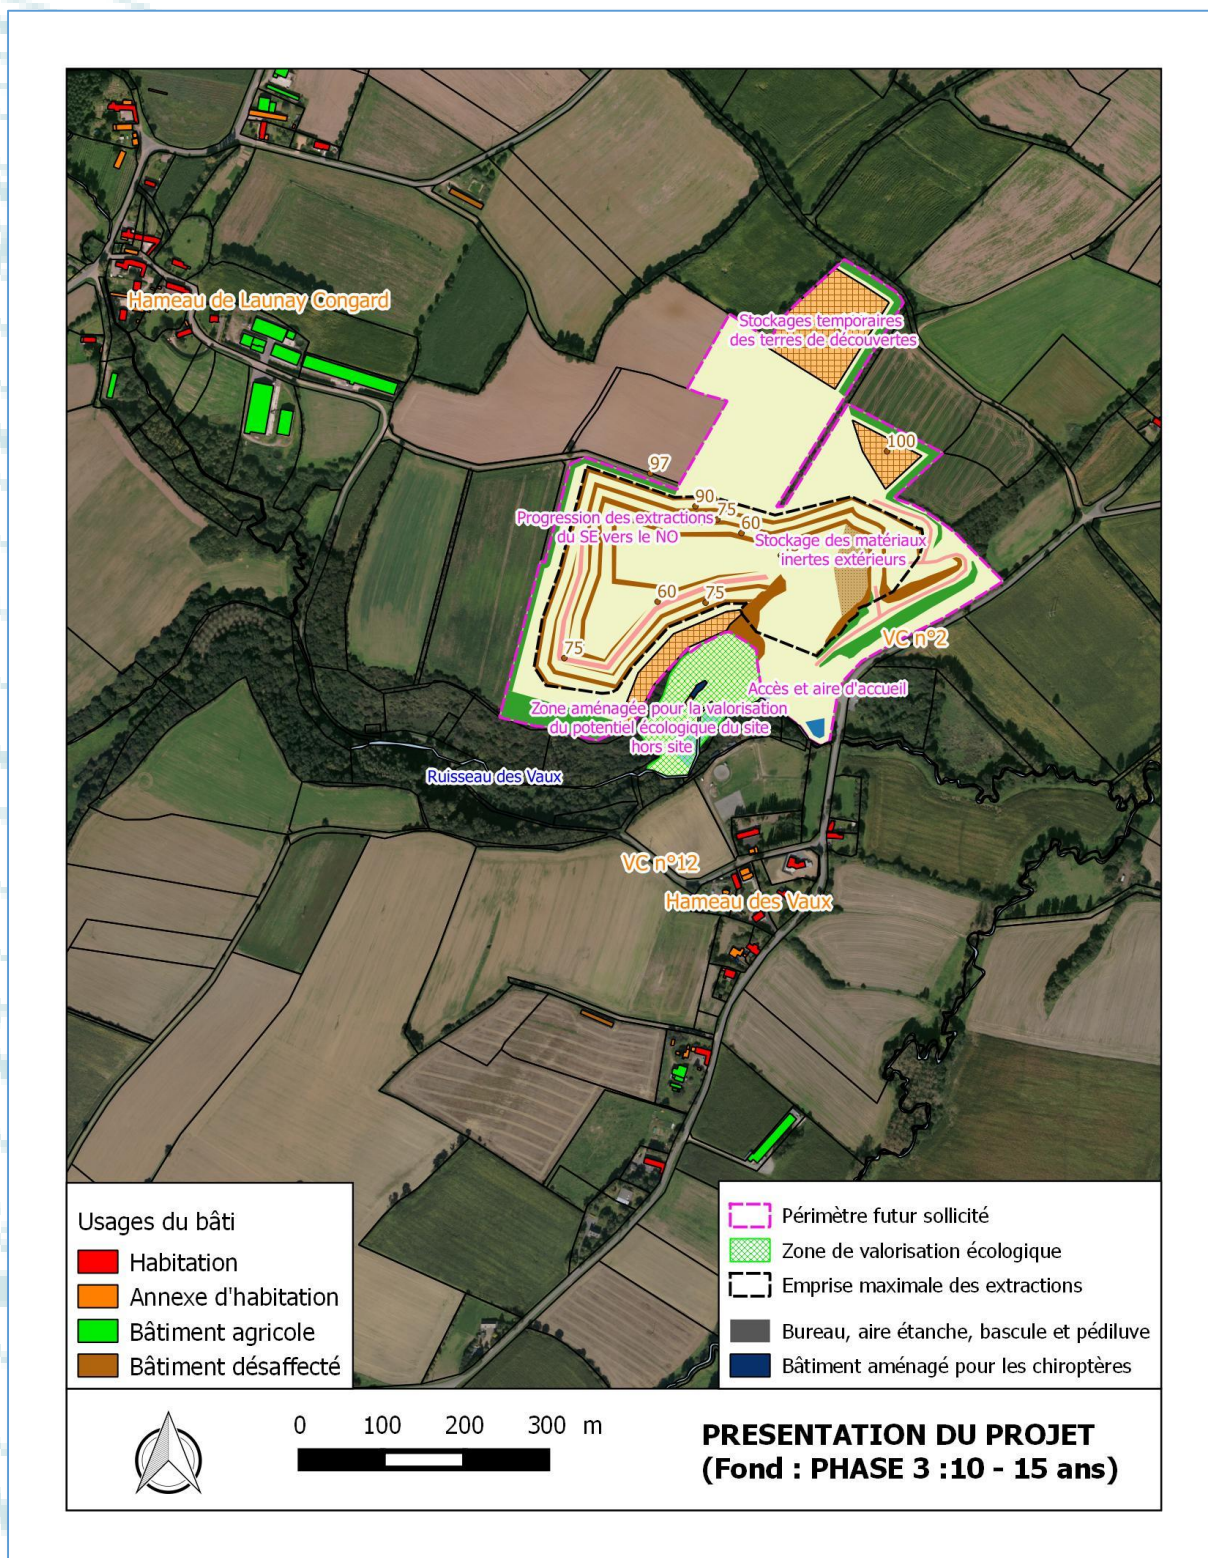 Hameau de Launay Congard
Stockages temporaires
des terres de découvertes
100
97
90
75
60
Progression des extractions
du SE vers le NO
Stockage des matériaux
inertes extérieurs
60
75
75
VC n°2
Accès et aire d'accueil
Zone aménagée pour la valorisation
du potentiel écologique du site
hors site
Ruisseau des Vaux
VC n°12
Hameau des Vaux
Usages du bâti
Habitation
Annexe d'habitation
Bâtiment agricole
Bâtiment désaffecté
Périmètre futur sollicité
Zone de valorisation écologique
Emprise maximale des extractions
Bureau, aire étanche, bascule et pédiluve
Bâtiment aménagé pour les chiroptères
0 100 200 300 m
PRESENTATION DU PROJET
(Fond : PHASE 3 :10 - 15 ans)